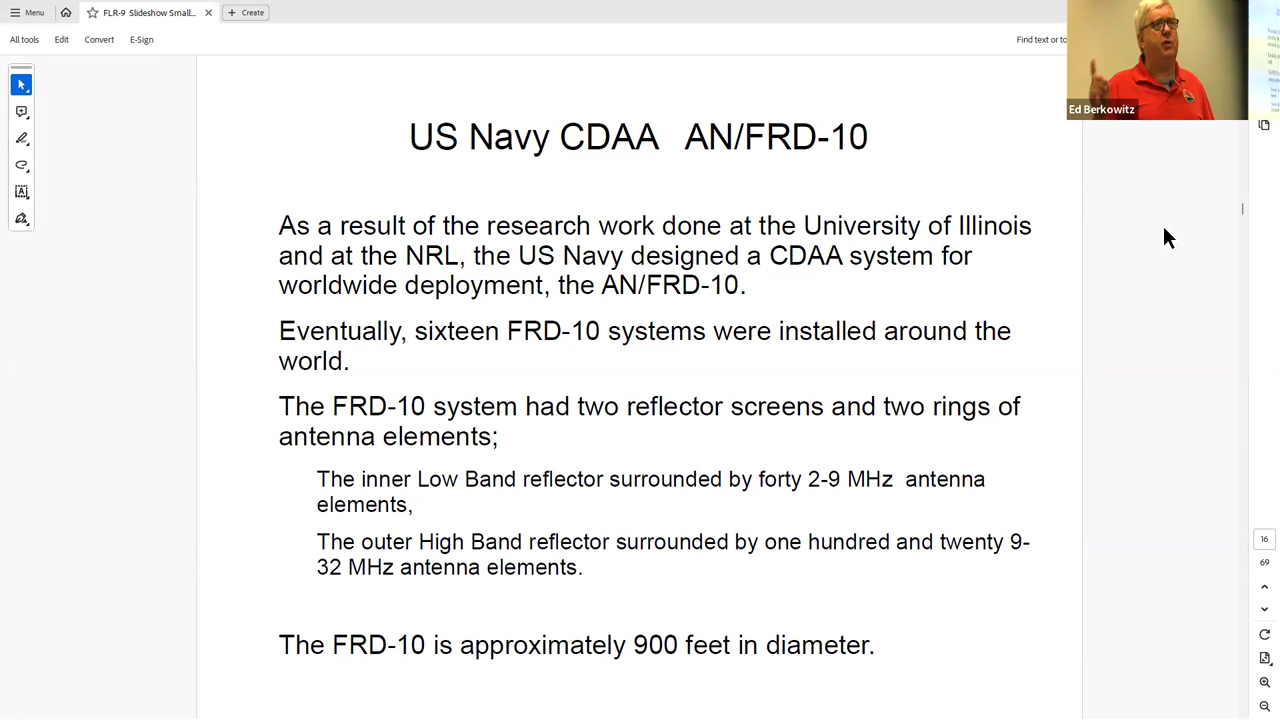 Menu
FLR-9 Slideshow Small...
Create
All tools
Edit
Convert
E-Sign
Find text or to
Ed Berkowitz
US Navy CDAA AN/FRD-10
As a result of the research work done at the University of Illinois
and at the NRL, the US Navy designed a CDAA system for
worldwide deployment, the AN/FRD-10.
Eventually, sixteen FRD-10 systems were installed around the
world.
The FRD-10 system had two reflector screens and two rings of
antenna elements;
The inner Low Band reflector surrounded by forty 2-9 MHz antenna
elements,
The outer High Band reflector surrounded by one hundred and twenty 9-
32 MHz antenna elements.
The FRD-10 is approximately 900 feet in diameter.
16
69